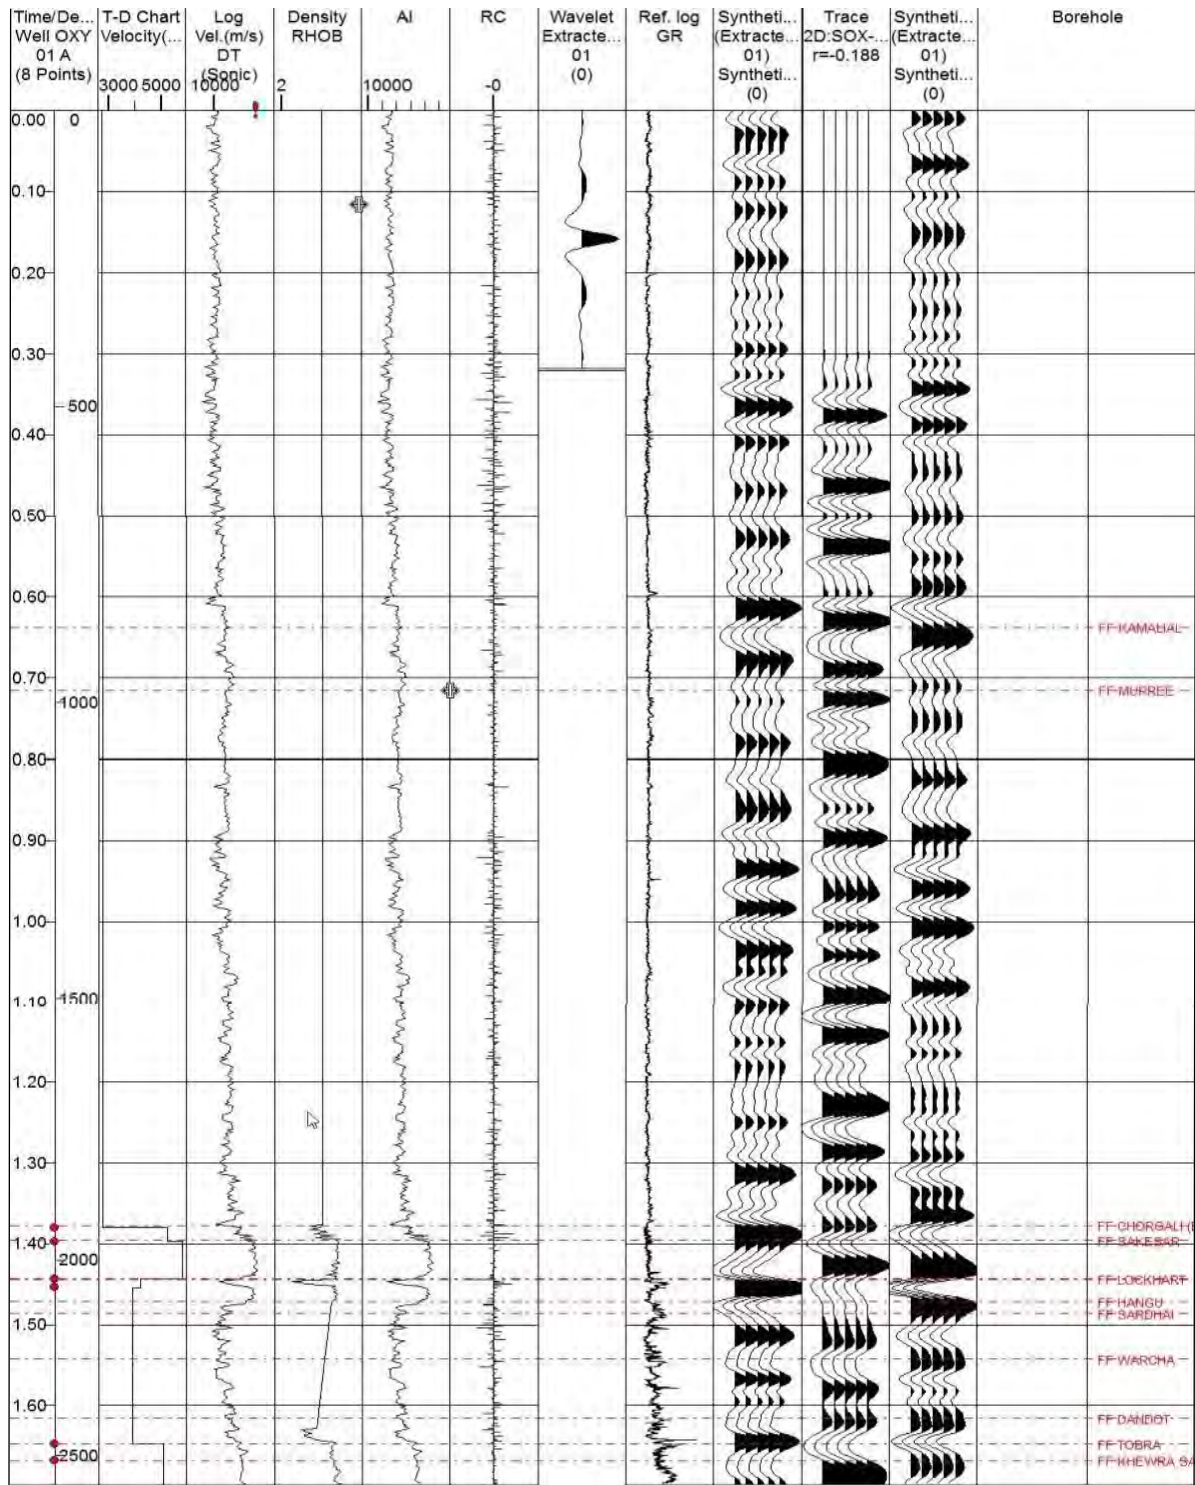 Time/De...
Well OXY
01 A
(8 Points)
T-D Chart
Velocity(...
3000 5000
Log
Vel.(m/s)
DT
(Sonic)
10000
Density
RHOB
2
AI
10000
RC
-0
Wavelet
Extracte...
01
(0)
Ref. log
GR
Syntheti...
(Extracte...
01)
Syntheti...
(0)
Trace
2D:SOX-...
r=-0.188
Syntheti...
(Extracte...
01)
Syntheti...
(0)
Borehole
0.00 0
0.10
0.20
0.30
500
0.40
0.50
0.60
FF KAMALIAL
0.70
FF MURREE
1000
0.80
0.90
1.00
1500
1.10
1.20
1.30
FF CHORGALI (
FF SAKESAR
1.40
2000
FF LOCKHART
FF HANGU
FF SARDHAI
1.50
FF WARCHA
1.60
FF DANDOT
FF TOBRA
2500
FF KHEWRA SA